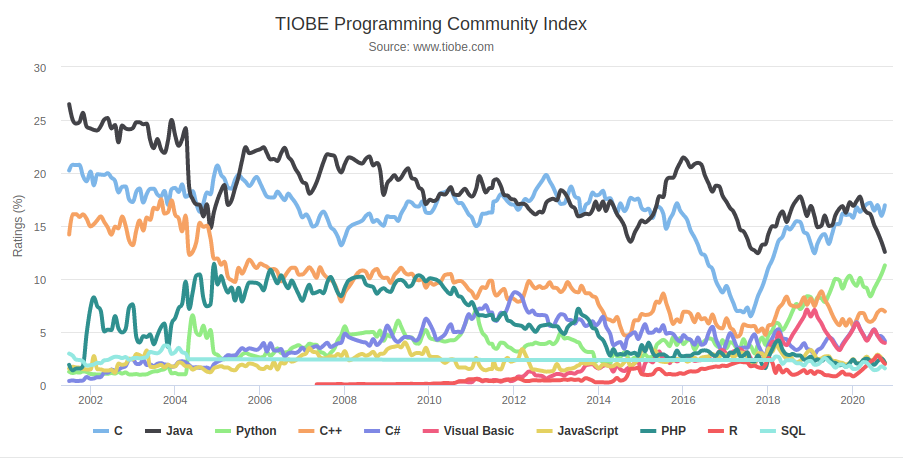 TIOBE Programming Community Index
Source: www.tiobe.com
30
25
20
15
10
5
0
Ratings (%)
2002 2004 2006 2008 2010 2012 2014 2016 2018 2020
C Java Python C++ C# Visual Basic JavaScript PHP R SQL